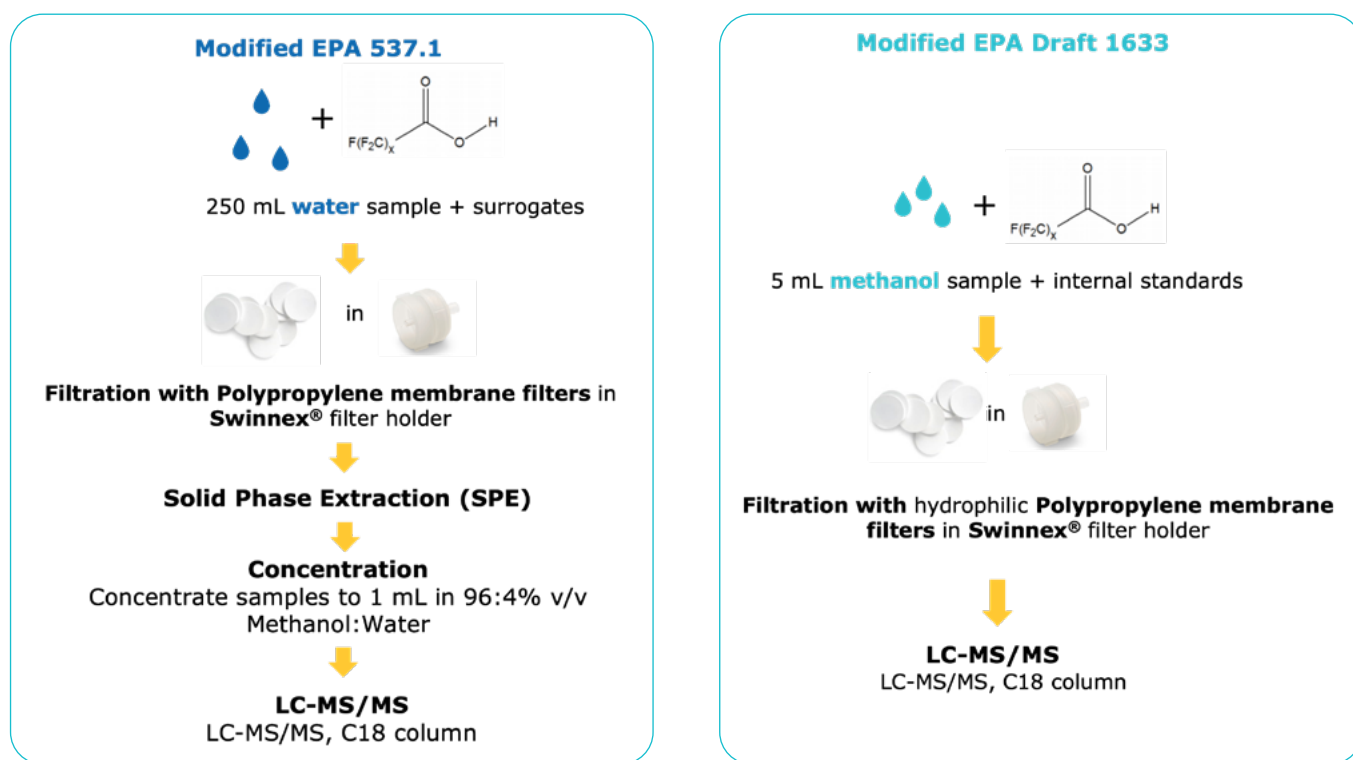 Modified EPA 537.1
+
O
F(F₂C)ₓ
O
H
250 mL water sample + surrogates
in
Filtration with Polypropylene membrane filters in
Swinnex® filter holder
Solid Phase Extraction (SPE)
Concentration
Concentrate samples to 1 mL in 96:4% v/v
Methanol:Water
LC-MS/MS
LC-MS/MS, C18 column
Modified EPA Draft 1633
+
O
F(F₂C)ₓ
O
H
5 mL methanol sample + internal standards
in
Filtration with hydrophilic Polypropylene membrane
filters in Swinnex® filter holder
LC-MS/MS
LC-MS/MS, C18 column